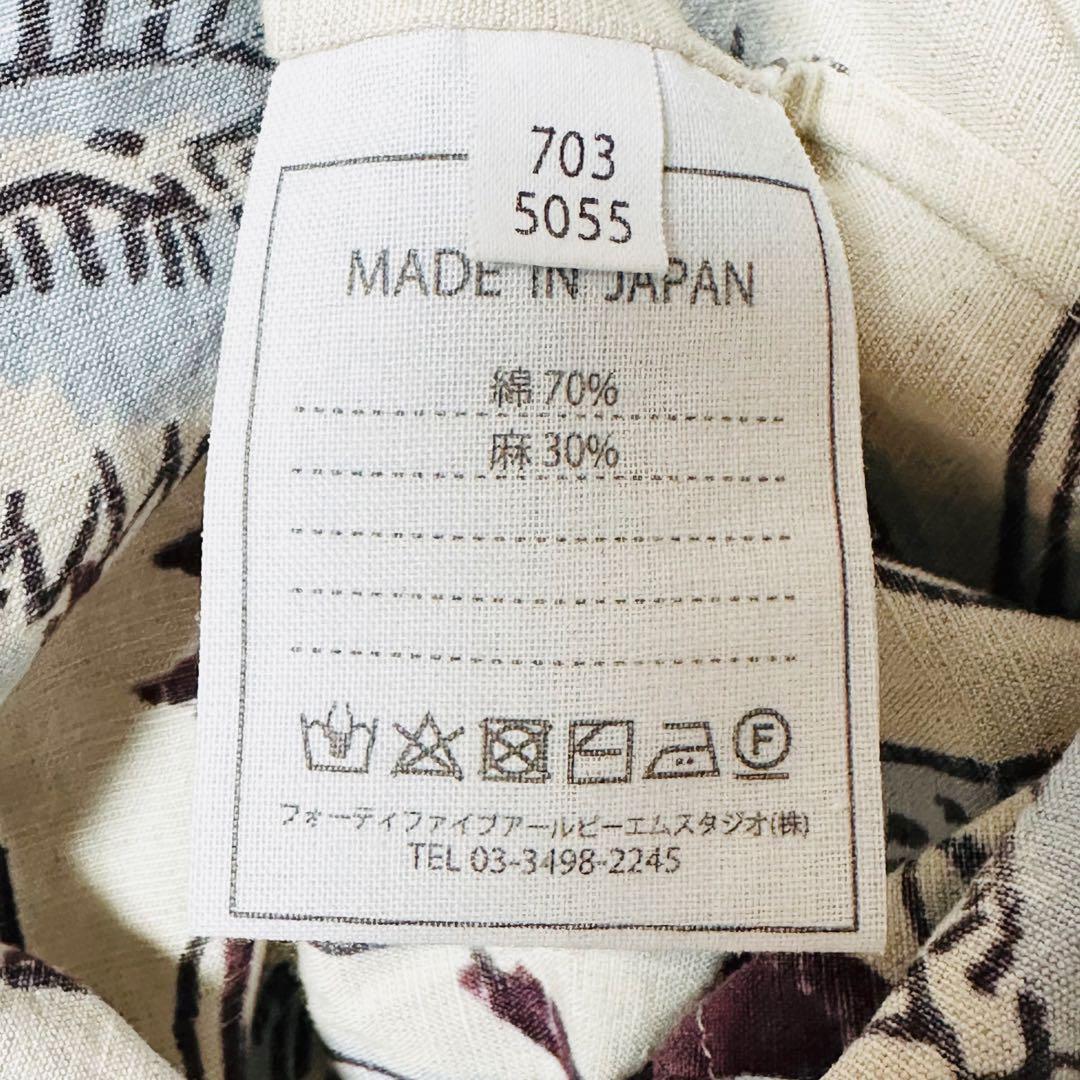 703
5055
MADE IN JAPAN
綿 70%
麻 30%
F
フォーティファイブアールピーエムスタジオ(株)
TEL 03-3498-2245